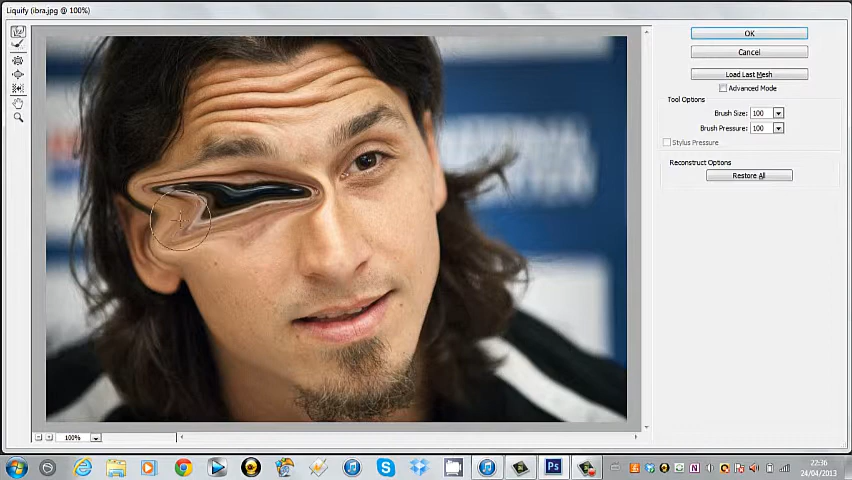 Liquify (ibra.jpg @ 100%)
OK
Cancel
Load Last Mesh
Advanced Mode
Tool Options
Brush Size: 100
Brush Pressure: 100
Stylus Pressure
Reconstruct Options
Restore All
100%
Ps
N
22:36
24/04/2013